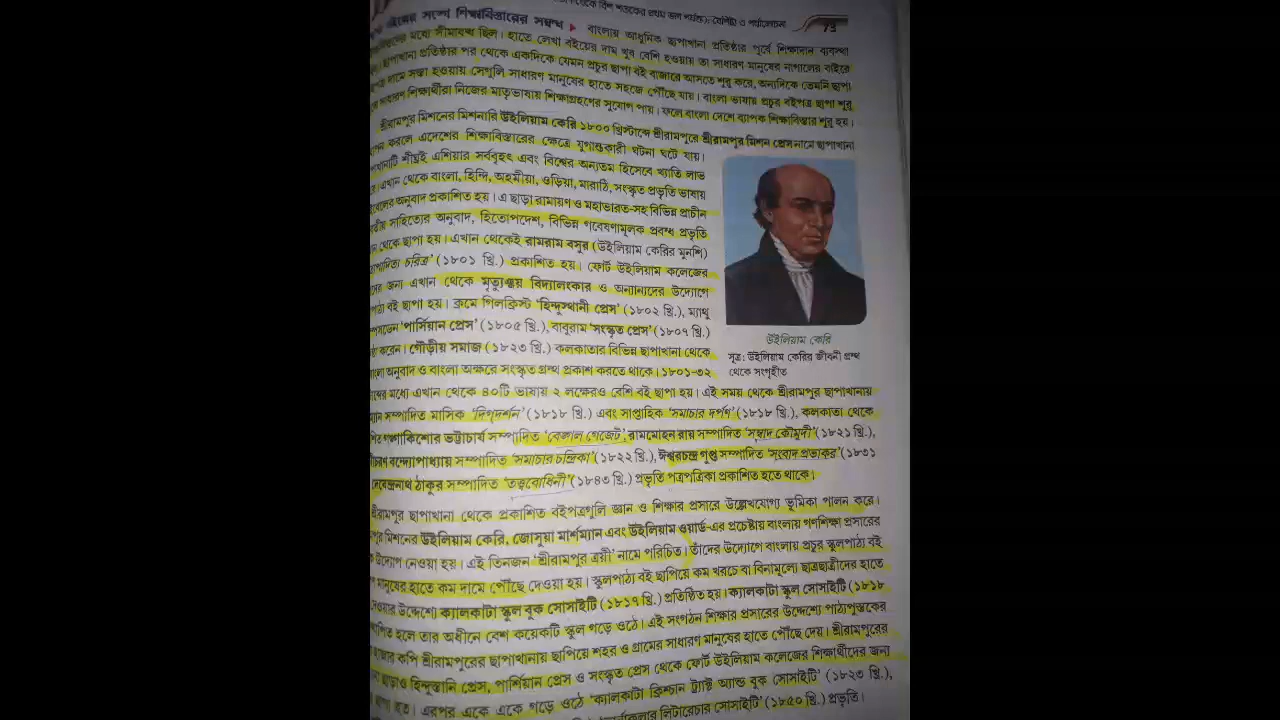 বিশ শতকের প্রথম ভাগ পর্যন্ত): বৈশিষ্ট্য ও পর্যালোচনা
সঙ্গে শিক্ষাবিস্তারের সম্বন্ধ ▶ বাংলায় আধুনিক ছাপাখানা প্রতিষ্ঠার পূর্বে শিক্ষাদান ব্যবস্থা
মধ্যে সীমাবদ্ধ ছিল। হাতে লেখা বইয়ের দাম খুব বেশি হওয়ায় তা সাধারণ মানুষের নাগালের বাইরে
ছাপাখানা প্রতিষ্ঠার পর থেকে একদিকে যেমন প্রচুর ছাপা বই বাজারে আসতে শুরু করে, অন্যদিকে তেমনি ছাপা
দামে সস্তা হওয়ায় সেগুলি সাধারণ মানুষের হাতে সহজে পৌঁছে যায়। বাংলা ভাষায় প্রচুর বইপত্র ছাপা শুরু
সাধারণ শিক্ষার্থীরা নিজের মাতৃভাষায় শিক্ষাগ্রহণের সুযোগ পায়। ফলে বাংলা দেশে ব্যাপক শিক্ষাবিস্তার শুরু হয়।
শ্রীরামপুর মিশনের মিশনারি উইলিয়াম কেরি ১৮০০ খ্রিস্টাব্দে শ্রীরামপুরে শ্রীরামপুর মিশন প্রেস নামে ছাপাখানা
করলে এদেশের শিক্ষাবিস্তারের ক্ষেত্রে যুগান্তকারী ঘটনা ঘটে যায়।
শীঘ্রই এশিয়ার সর্ববৃহৎ এবং বিশ্বের অন্যতম হিসেবে খ্যাতি লাভ
এখান থেকে বাংলা, হিন্দি, অহমীয়া, ওড়িয়া, মারাঠি, সংস্কৃত প্রভৃতি ভাষায়
অনুবাদ প্রকাশিত হয়। এ ছাড়া রামায়ণ ও মহাভারত-সহ বিভিন্ন প্রাচীন
সাহিত্যের অনুবাদ, হিতোপদেশ, বিভিন্ন গবেষণামূলক প্রবন্ধ প্রভৃতি
থেকে ছাপা হয়। এখান থেকেই রামরাম বসুর (উইলিয়াম কেরির মুনশি)
চরিত্র' (১৮০১ খ্রি.) প্রকাশিত হয়। ফোর্ট উইলিয়াম কলেজের
জন্য এখান থেকে মৃত্যুঞ্জয় বিদ্যালংকার ও অন্যান্যদের উদ্যোগে
বই ছাপা হয়। ক্রমে গিলক্রিস্ট 'হিন্দুস্থানী প্রেস' (১৮০২ খ্রি.), ম্যাথু
'পার্সিয়ান প্রেস' (১৮০৫ খ্রি.), বাবুরাম 'সংস্কৃত প্রেস' (১৮০৭ খ্রি.)
করেন। গৌড়ীয় সমাজ (১৮২৩ খ্রি.) কলকাতার বিভিন্ন ছাপাখানা থেকে
অনুবাদ ও বাংলা অক্ষরে সংস্কৃত গ্রন্থ প্রকাশ করতে থাকে। ১৮০১-৩২
উইলিয়াম কেরি
সূত্র: উইলিয়াম কেরির জীবনী গ্রন্থ
থেকে সংগৃহীত
মধ্যে এখান থেকে ৪০টি ভাষায় ২ লক্ষেরও বেশি বই ছাপা হয়। এই সময় থেকে শ্রীরামপুর ছাপাখানায়
সম্পাদিত মাসিক 'দিগ্‌দর্শন' (১৮১৮ খ্রি.) এবং সাপ্তাহিক 'সমাচার দর্পণ' (১৮১৮ খ্রি.), কলকাতা থেকে
গঙ্গাকিশোর ভট্টাচার্য সম্পাদিত 'বেঙ্গল গেজেট', রামমোহন রায় সম্পাদিত 'সম্বাদ কৌমুদী' (১৮২১ খ্রি.),
বন্দ্যোপাধ্যায় সম্পাদিত 'সমাচার চন্দ্রিকা' (১৮২২ খ্রি.), ঈশ্বরচন্দ্র গুপ্ত সম্পাদিত 'সংবাদ প্রভাকর' (১৮৩১
দেবেন্দ্রনাথ ঠাকুর সম্পাদিত 'তত্ত্ববোধিনী' (১৮৪৩ খ্রি.) প্রভৃতি পত্রপত্রিকা প্রকাশিত হতে থাকে।
শ্রীরামপুর ছাপাখানা থেকে প্রকাশিত বইপত্রগুলি জ্ঞান ও শিক্ষার প্রসারে উল্লেখযোগ্য ভূমিকা পালন করে।
মিশনের উইলিয়াম কেরি, জোসুয়া মার্শম্যান এবং উইলিয়াম ওয়ার্ড-এর প্রচেষ্টায় বাংলায় গণশিক্ষা প্রসারের
উদ্যোগ নেওয়া হয়। এই তিনজন 'শ্রীরামপুর ত্রয়ী' নামে পরিচিত। তাঁদের উদ্যোগে বাংলায় প্রচুর স্কুলপাঠ্য বই
মানুষের হাতে কম দামে পৌঁছে দেওয়া হয়। স্কুলপাঠ্য বই ছাপিয়ে কম খরচে বা বিনামূল্যে ছাত্রছাত্রীদের হাতে
উদ্দেশ্যে ক্যালকাটা স্কুল বুক সোসাইটি (১৮১৭ খ্রি.) প্রতিষ্ঠিত হয়। ক্যালকাটা স্কুল সোসাইটি (১৮১৮
হলে তার অধীনে বেশ কয়েকটি স্কুল গড়ে ওঠে। এই সংগঠন শিক্ষার প্রসারের উদ্দেশ্যে পাঠ্যপুস্তকের
কপি শ্রীরামপুরের ছাপাখানায় ছাপিয়ে শহর ও গ্রামের সাধারণ মানুষের হাতে পৌঁছে দেয়। শ্রীরামপুরের
ছাড়াও হিন্দুস্তানি প্রেস, পার্শিয়ান প্রেস ও সংস্কৃত প্রেস থেকে ফোর্ট উইলিয়াম কলেজের শিক্ষার্থীদের জন্য
হত। এরপর একে একে গড়ে ওঠে 'ক্যালকাটা ক্রিশ্চান ট্র্যাক্ট অ্যান্ড বুক সোসাইটি' (১৮২৩ খ্রি.),
লিটারেচার সোসাইটি' (১৮৫০ খ্রি.) প্রভৃতি।